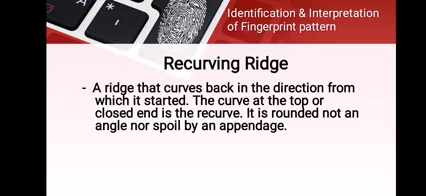 Identification & Interpretation
of Fingerprint pattern
Recurving Ridge
- A ridge that curves back in the direction from
which it started. The curve at the top or
closed end is the recurve. It is rounded not an
angle nor spoil by an appendage.